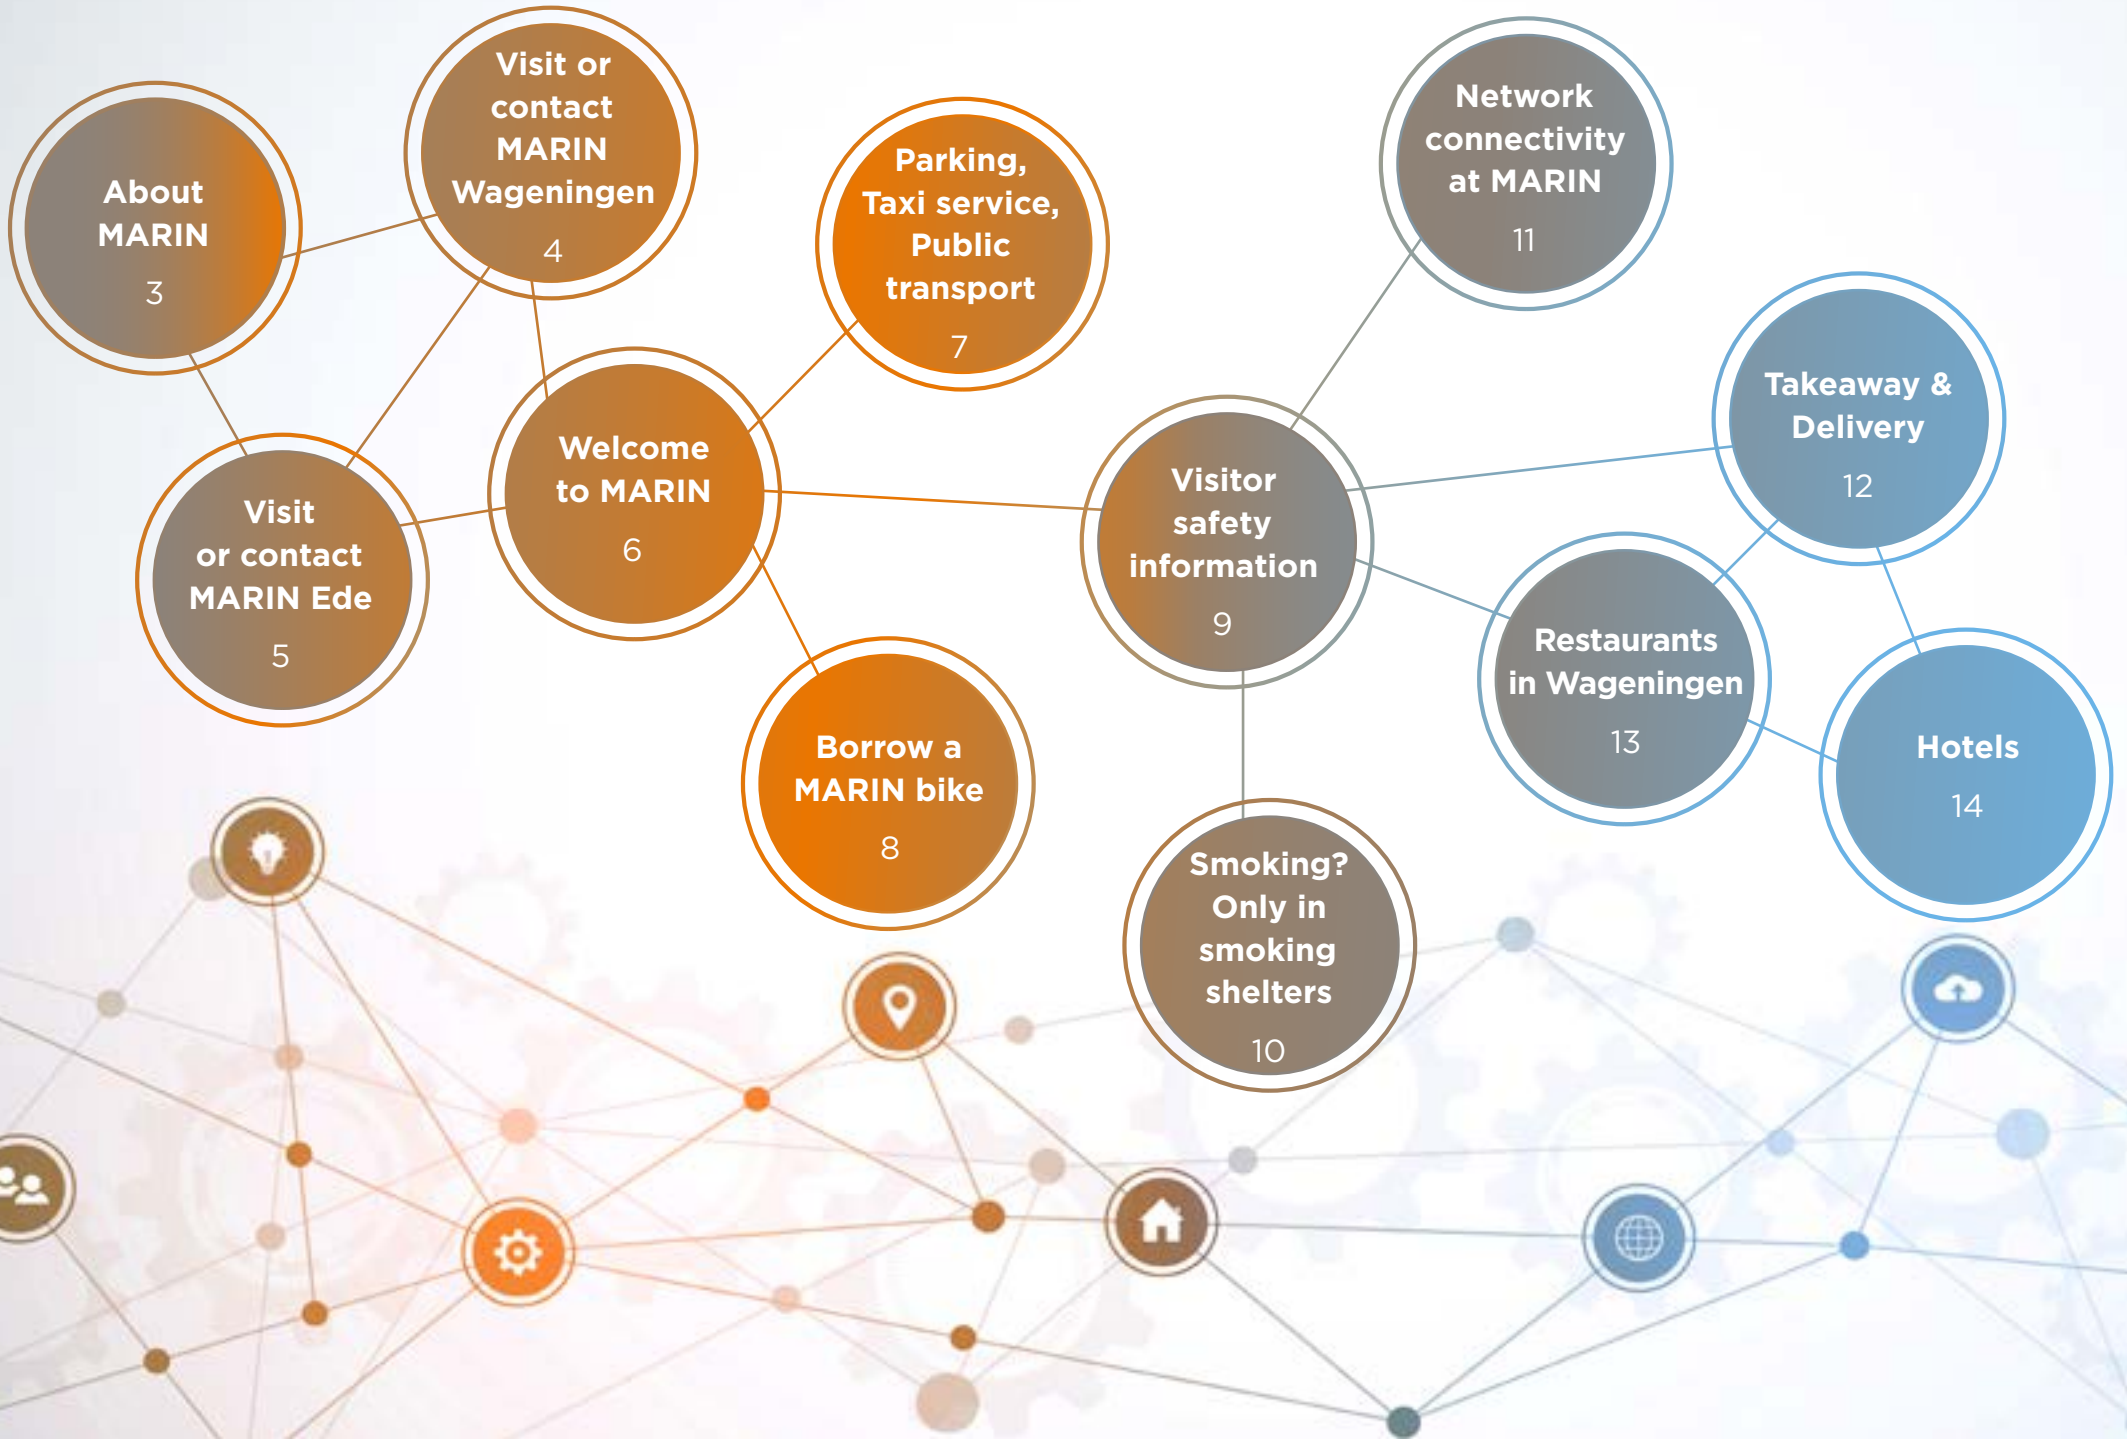 About
MARIN
3
Visit or
contact
MARIN
Wageningen
4
Visit
or contact
MARIN Ede
5
Welcome
to MARIN
6
Parking,
Taxi service,
Public
transport
7
Borrow a
MARIN bike
8
Visitor
safety
information
9
Smoking?
Only in
smoking
shelters
10
Network
connectivity
at MARIN
11
Takeaway &
Delivery
12
Restaurants
in Wageningen
13
Hotels
14